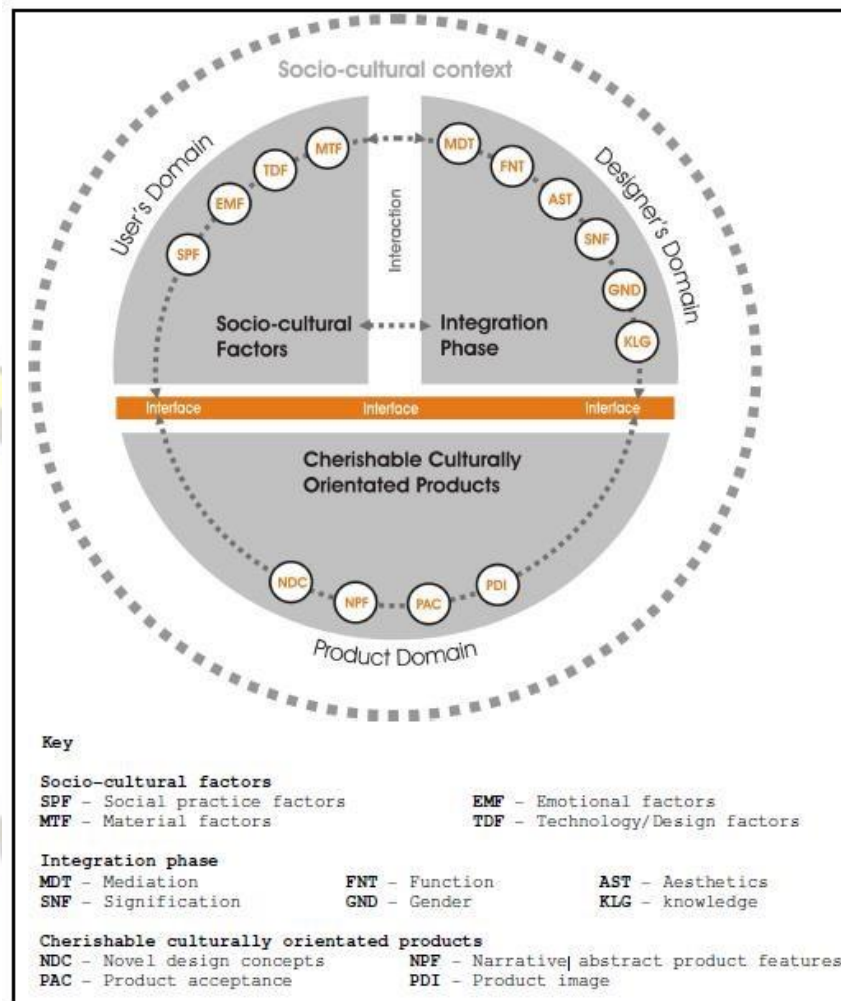 Socio-cultural context
User's Domain
Designer's Domain
MTF
TDF
EMF
SPF
MDT
FNT
AST
SNF
GND
KLG
Interaction
Socio-cultural
Factors
Integration
Phase
Interface Interface Interface
Cherishable Culturally
Orientated Products
NDC
NPF
PAC
PDI
Product Domain
Key
Socio-cultural factors
SPF - Social practice factors EMF - Emotional factors
MTF - Material factors TDF - Technology/Design factors
Integration phase
MDT - Mediation FNT - Function AST - Aesthetics
SNF - Signification GND - Gender KLG - knowledge
Cherishable culturally orientated products
NDC - Novel design concepts NPF - Narrative| abstract product features
PAC - Product acceptance PDI - Product image